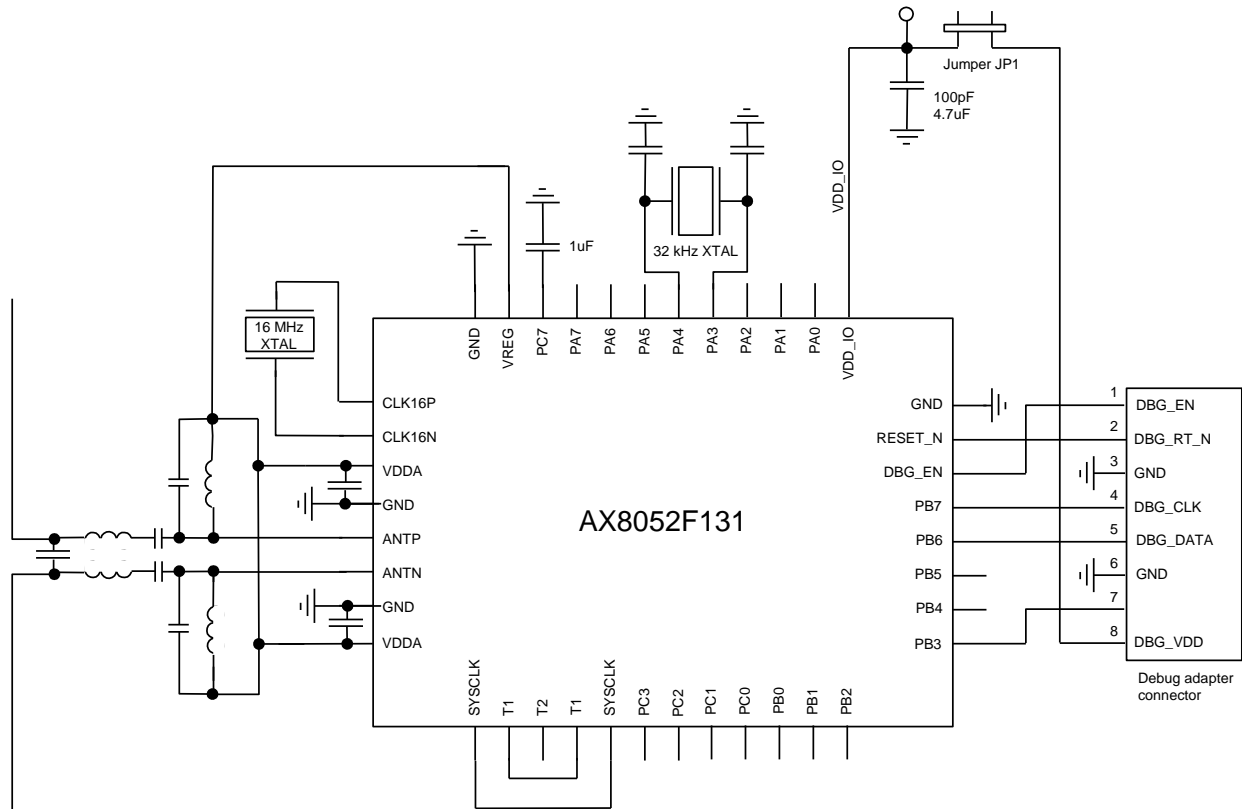 Jumper JP1
100pF
4.7uF
VDD_IO
1uF
32 kHz XTAL
16 MHz
XTAL
GND
VREG
PC7
PA7
PA6
PA5
PA4
PA3
PA2
PA1
PA0
VDD_IO
CLK16P
CLK16N
VDDA
GND
ANTP
ANTN
GND
VDDA
AX8052F131
GND
RESET_N
DBG_EN
PB7
PB6
PB5
PB4
PB3
1
2
3
4
5
6
7
8
DBG_EN
DBG_RT_N
GND
DBG_CLK
DBG_DATA
GND
DBG_VDD
Debug adapter
connector
SYSCLK
T1
T2
T1
SYSCLK
PC3
PC2
PC1
PC0
PB0
PB1
PB2